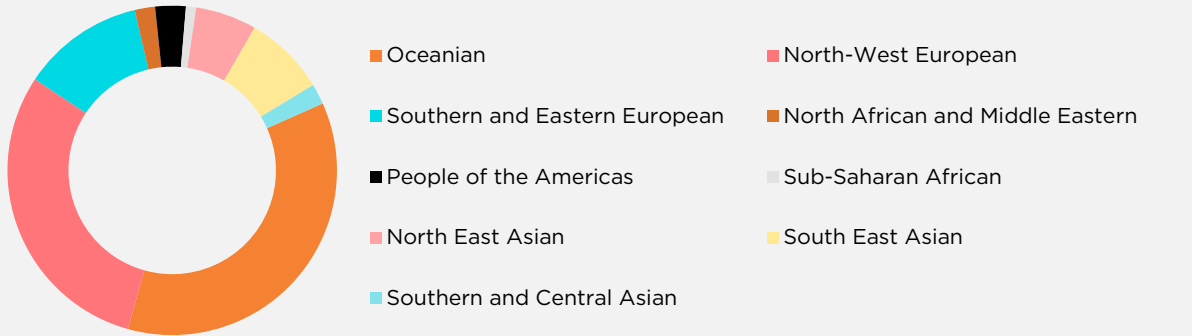 Oceanian
North-West European
Southern and Eastern European
North African and Middle Eastern
People of the Americas
Sub-Saharan African
North East Asian
South East Asian
Southern and Central Asian